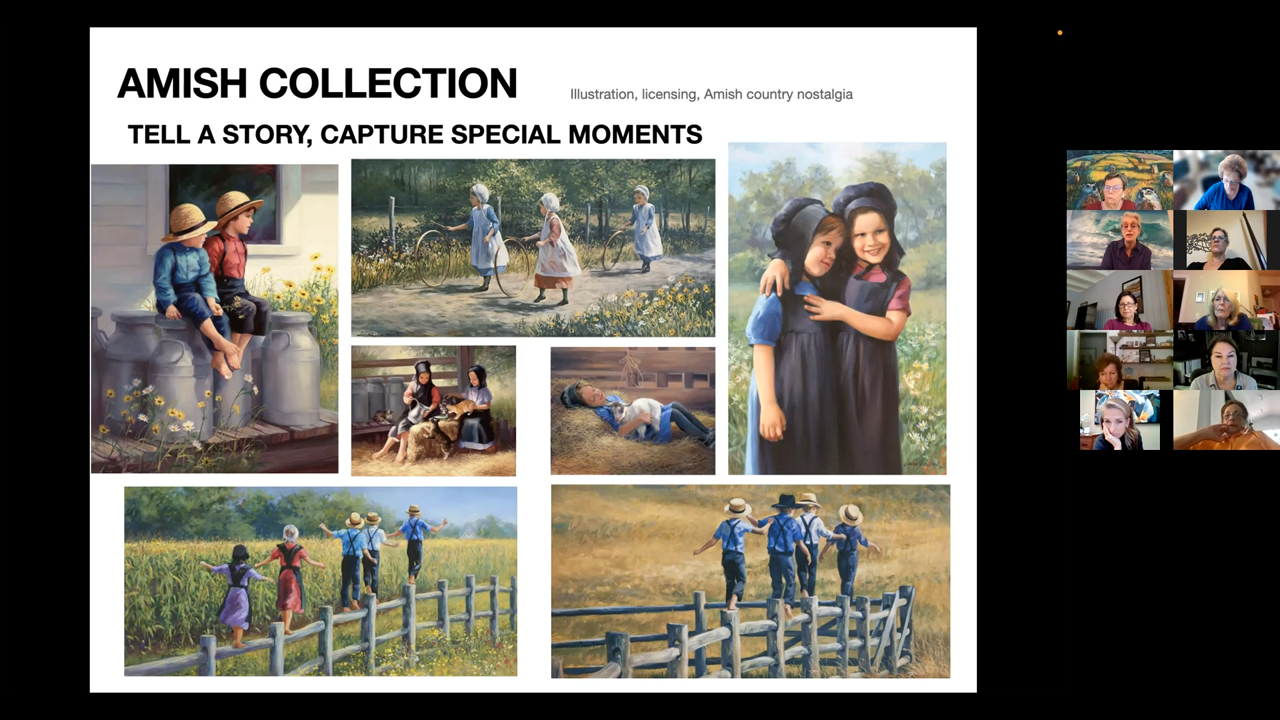 AMISH COLLECTION
Illustration, licensing, Amish country nostalgia
TELL A STORY, CAPTURE SPECIAL MOMENTS